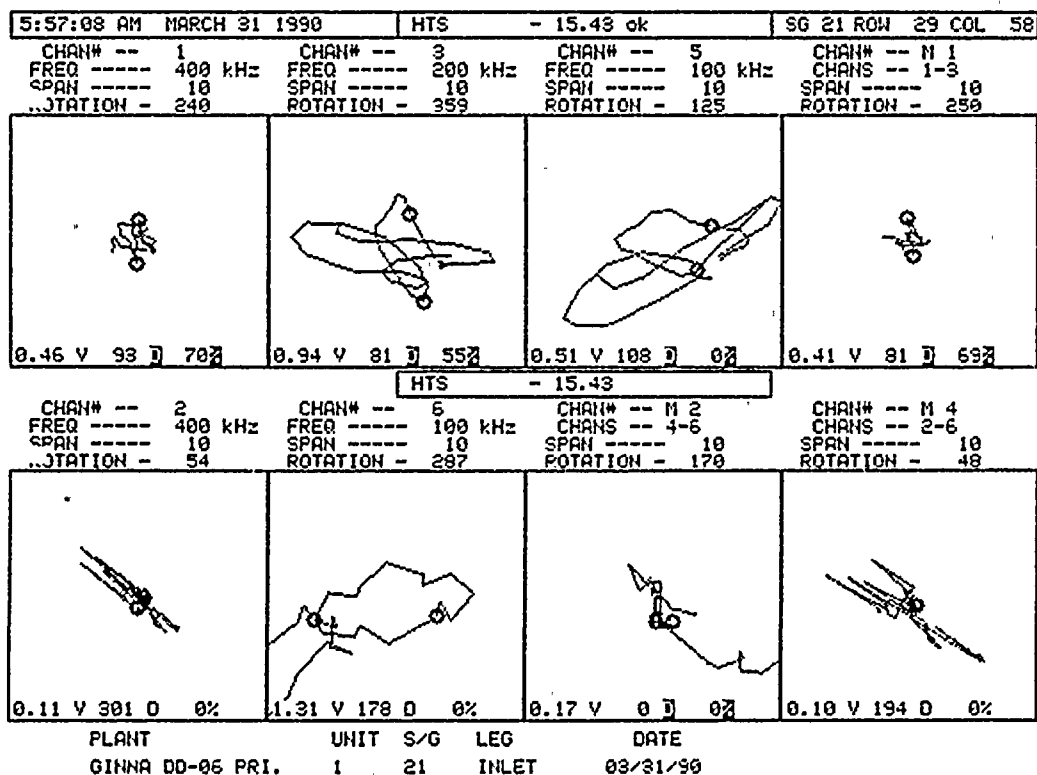 5:57:08 AM MARCH 31 1990 HTS - 15.43 ok SG 21 ROW 29 COL 58
CHAN# -- 1 CHAN# -- 3 CHAN# -- 5 CHAN# -- M 1
FREQ ----- 400 kHz FREQ ----- 200 kHz FREQ ----- 100 kHz CHANS -- 1-3
SPAN ----- 10 SPAN ----- 10 SPAN ----- 10 SPAN ----- 10
..OTATION - 240 ROTATION - 359 ROTATION - 125 ROTATION - 250
0.46 V 93 D 70% 0.94 V 81 D 55% 0.51 V 108 D 0% 0.41 V 81 D 69%
HTS - 15.43
CHAN# -- 2 CHAN# -- 6 CHAN# -- M 2 CHAN# -- M 4
FREQ ----- 400 kHz FREQ ----- 100 kHz CHANS -- 4-6 CHANS -- 2-6
SPAN ----- 10 SPAN ----- 10 SPAN ----- 10 SPAN ----- 10
..OTATION - 54 ROTATION - 287 ROTATION - 170 ROTATION - 48
0.11 V 301 D 0% 1.31 V 178 D 0% 0.17 V 0 D 0% 0.10 V 194 D 0%
PLANT UNIT S/G LEG DATE
GINNA DD-06 PRI. 1 21 INLET 03/31/90